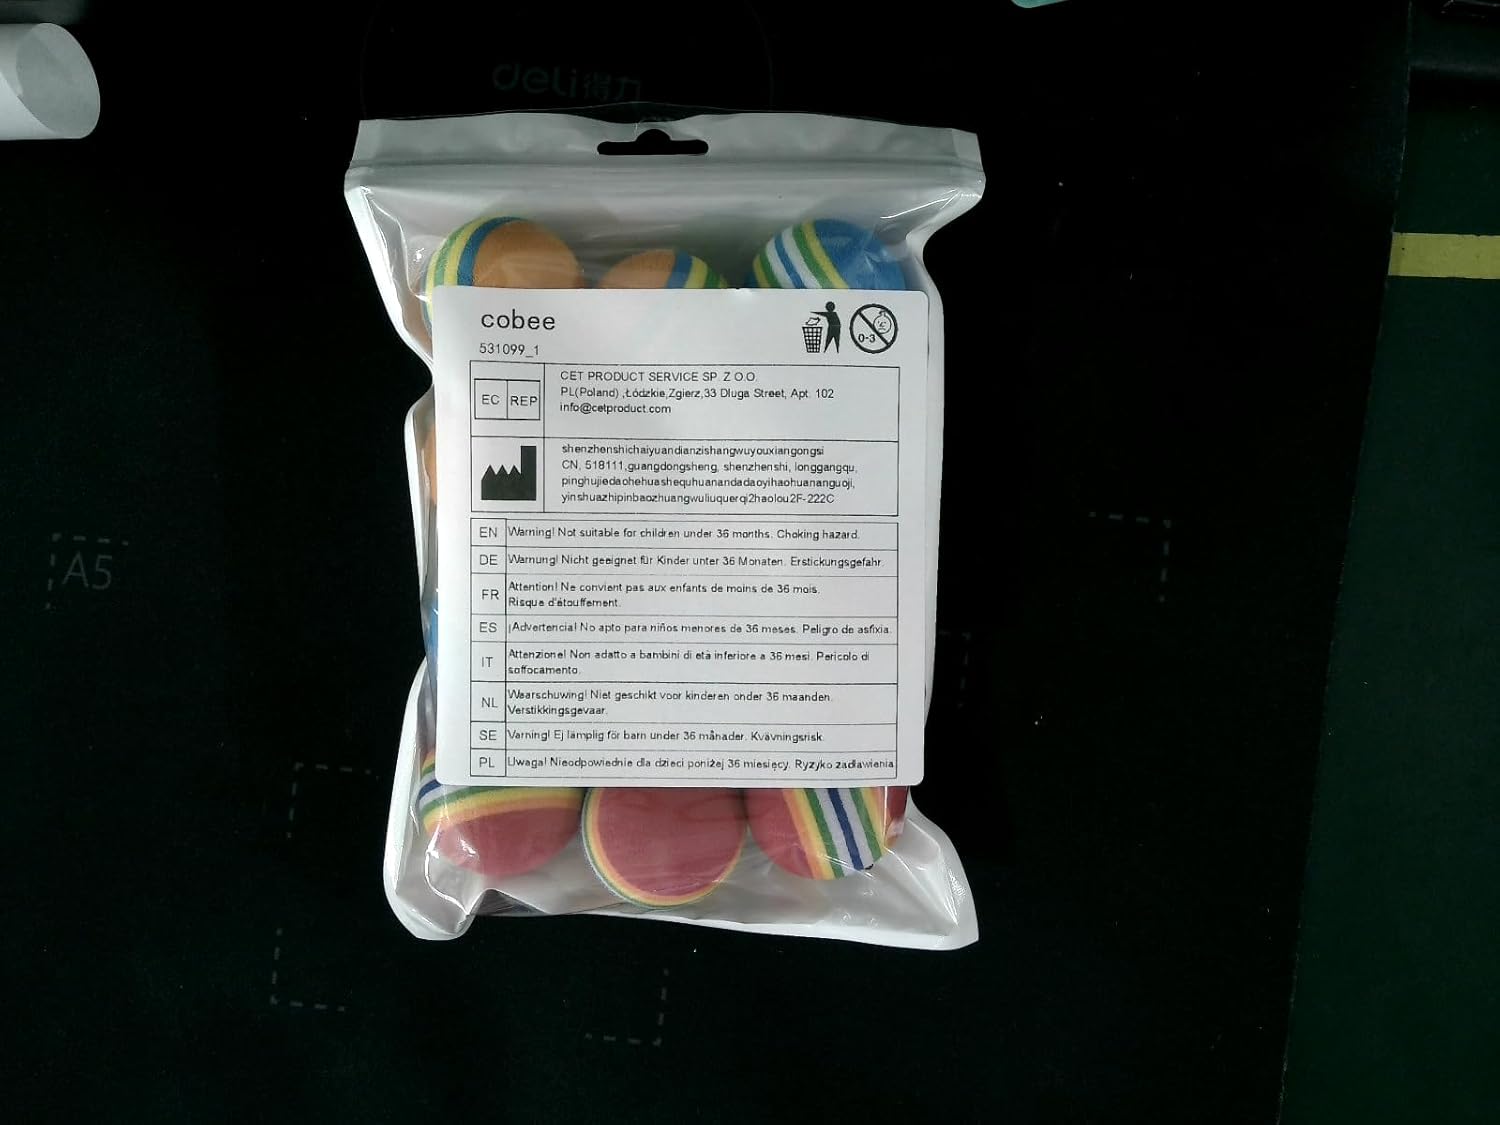 deli得力
cobee
531099_1
0-3
EC REP
CET PRODUCT SERVICE SP. Z O.O.
PL(Poland) ,Łódzkie,Zgierz,33 Dluga Street, Apt. 102
info@cetproduct.com
shenzhenshichaiyuandianzishangwuyouxiangongsi
CN, 518111,guangdongsheng, shenzhenshi, longgangqu,
pinghujiedaohehuashequhuanandadaoyihaohuananguoji,
yinshuazhipinbaozhuangwuliuquerqi2haolou2F-222C
EN Warning! Not suitable for children under 36 months. Choking hazard.
DE Warnung! Nicht geeignet für Kinder unter 36 Monaten. Erstickungsgefahr.
FR Attention! Ne convient pas aux enfants de moins de 36 mois.
Risque d'étouffement.
ES ¡Advertencia! No apto para niños menores de 36 meses. Peligro de asfixia.
IT Attenzione! Non adatto a bambini di età inferiore a 36 mesi. Pericolo di
soffocamento.
NL Waarschuwing! Niet geschikt voor kinderen onder 36 maanden.
Verstikkingsgevaar.
SE Varning! Ej lämplig för barn under 36 månader. Kvävningsrisk.
PL Uwaga! Nieodpowiednie dla dzieci poniżej 36 miesięcy. Ryzyko zadławienia
A5